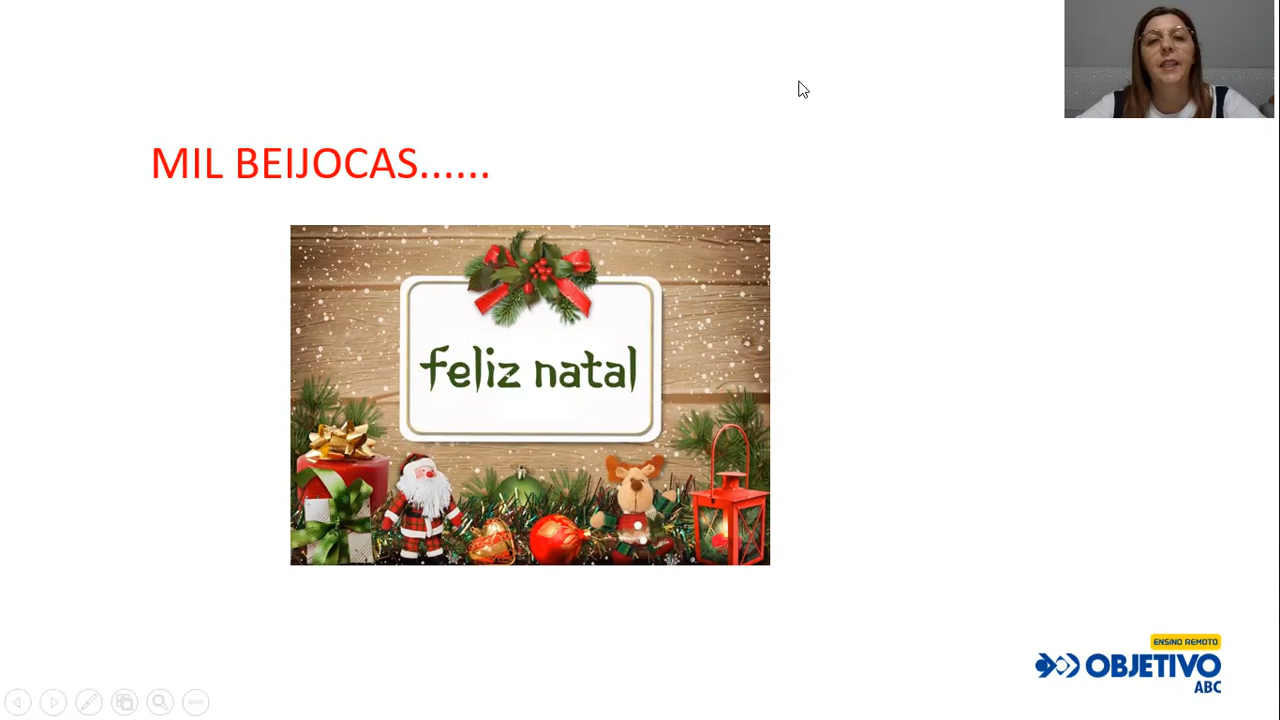 MIL BEIJOCAS......
feliz natal
ENSINO REMOTO
OBJETIVO
ABC